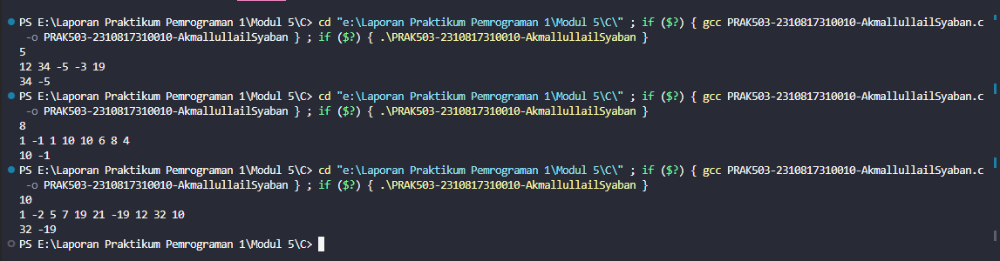 PS E:\Laporan Praktikum Pemrograman 1\Modul 5\C> cd "e:\Laporan Praktikum Pemrograman 1\Modul 5\C\" ; if ($?) { gcc PRAK503-2310817310010-AkmallullailSyaban.c
-o PRAK503-2310817310010-AkmallullailSyaban } ; if ($?) { .\PRAK503-2310817310010-AkmallullailSyaban }
5
12 34 -5 -3 19
34 -5
PS E:\Laporan Praktikum Pemrograman 1\Modul 5\C> cd "e:\Laporan Praktikum Pemrograman 1\Modul 5\C\" ; if ($?) { gcc PRAK503-2310817310010-AkmallullailSyaban.c
-o PRAK503-2310817310010-AkmallullailSyaban } ; if ($?) { .\PRAK503-2310817310010-AkmallullailSyaban }
8
1 -1 1 10 10 6 8 4
10 -1
PS E:\Laporan Praktikum Pemrograman 1\Modul 5\C> cd "e:\Laporan Praktikum Pemrograman 1\Modul 5\C\" ; if ($?) { gcc PRAK503-2310817310010-AkmallullailSyaban.c
-o PRAK503-2310817310010-AkmallullailSyaban } ; if ($?) { .\PRAK503-2310817310010-AkmallullailSyaban }
10
1 -2 5 7 19 21 -19 12 32 10
32 -19
PS E:\Laporan Praktikum Pemrograman 1\Modul 5\C>